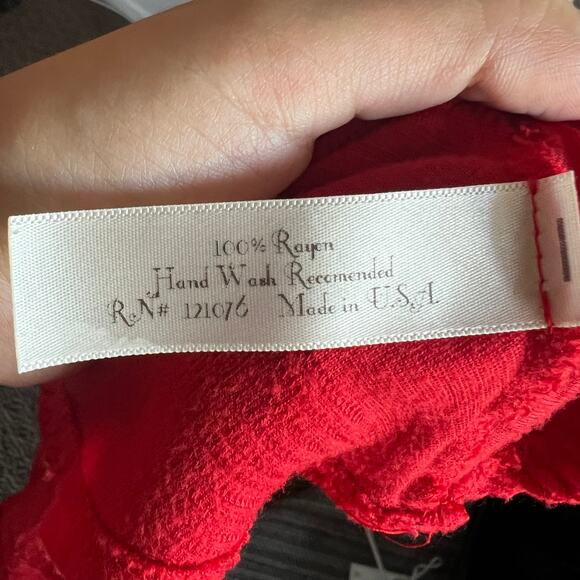 100% Rayon
Hand Wash Recomended
R.N# 121076 Made in U.S.A.